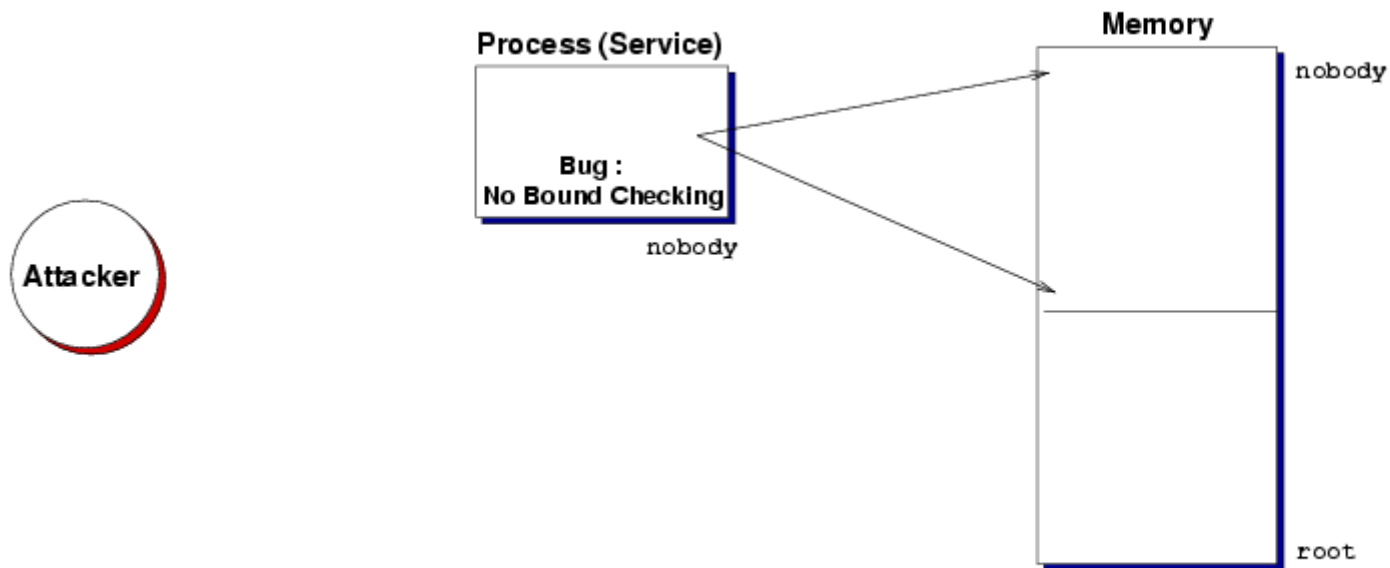 Memory
Process (Service)
nobody
Bug :
No Bound Checking
nobody
Attacker
root